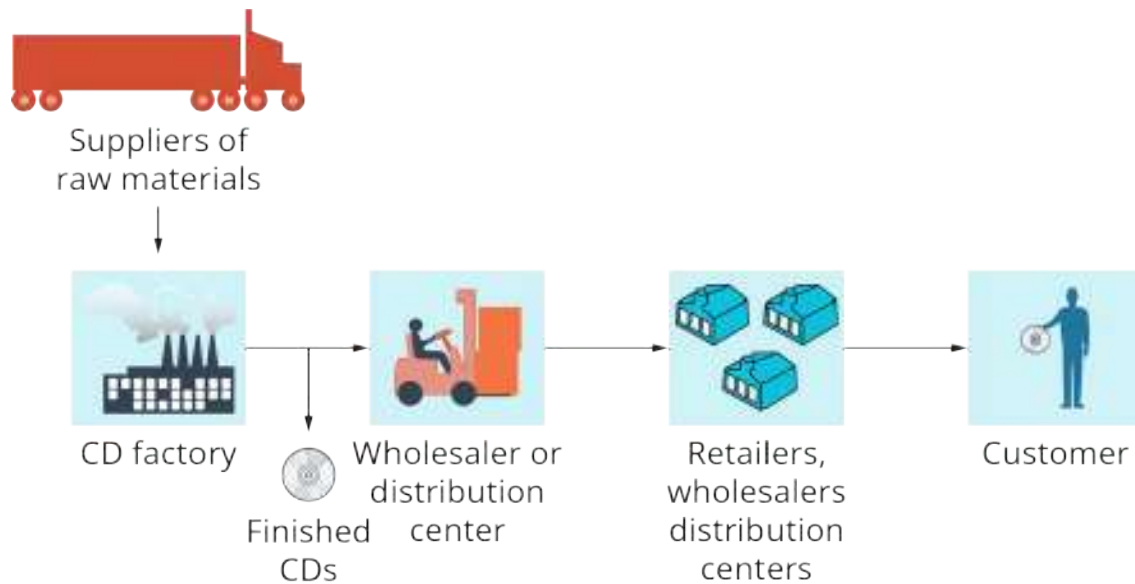 Suppliers of
raw materials
CD factory
Finished
CDs
Wholesaler or
distribution
center
Retailers,
wholesalers
distribution
centers
Customer